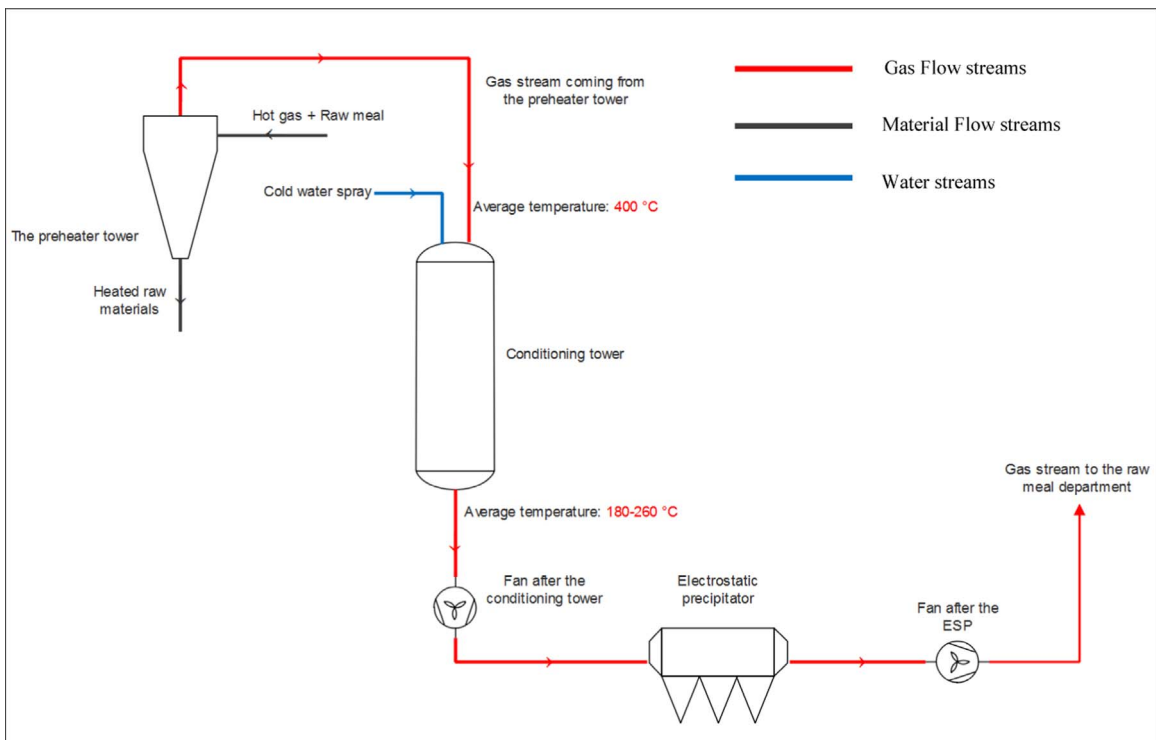 Gas stream coming from
the preheater tower
Gas Flow streams
Hot gas + Raw meal
Material Flow streams
Cold water spray
Water streams
Average temperature: 400 °C
The preheater tower
Heated raw
materials
Conditioning tower
Gas stream to the raw
meal department
Average temperature: 180-260 °C
Fan after the
conditioning tower
Electrostatic
precipitator
Fan after the
ESP